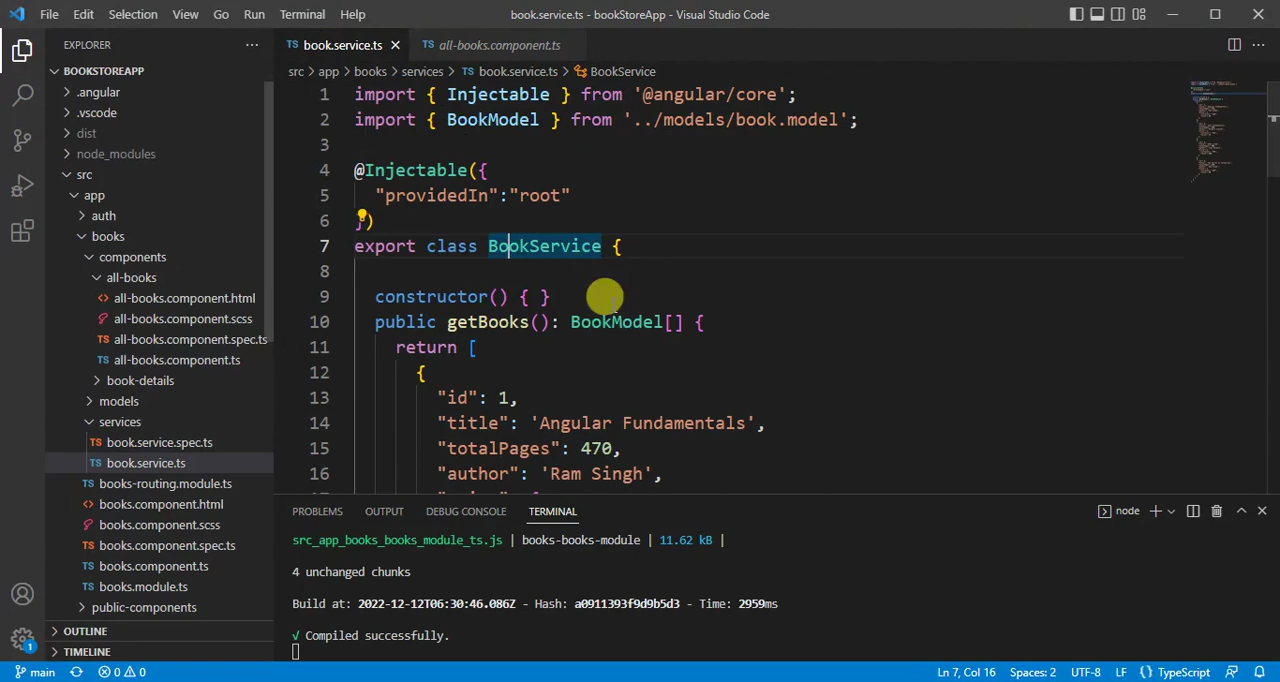 File Edit Selection View Go Run Terminal Help
book.service.ts - bookStoreApp - Visual Studio Code
EXPLORER
BOOKSTOREAPP
.angular
.vscode
dist
node_modules
src
app
auth
books
components
all-books
all-books.component.html
all-books.component.scss
all-books.component.spec.ts
all-books.component.ts
book-details
models
services
book.service.spec.ts
book.service.ts
books-routing.module.ts
books.component.html
books.component.scss
books.component.spec.ts
books.component.ts
books.module.ts
public-components
OUTLINE
TIMELINE
TS book.service.ts
TS all-books.component.ts
src > app > books > services > TS book.service.ts > BookService
1 import { Injectable } from '@angular/core';
2 import { BookModel } from '../models/book.model';
3
4 @Injectable({
5 "providedIn":"root"
6 })
7 export class BookService {
8
9 constructor() { }
10 public getBooks(): BookModel[] {
11 return [
12 {
13 "id": 1,
14 "title": 'Angular Fundamentals',
15 "totalPages": 470,
16 "author": 'Ram Singh',
PROBLEMS OUTPUT DEBUG CONSOLE TERMINAL
node
src_app_books_books_module_ts.js | books-books-module | 11.62 kB |
4 unchanged chunks
Build at: 2022-12-12T06:30:46.086Z - Hash: a0911393f9d9b5d3 - Time: 2959ms
√ Compiled successfully.
main 0 0 Ln 7, Col 16 Spaces: 2 UTF-8 LF {} TypeScript